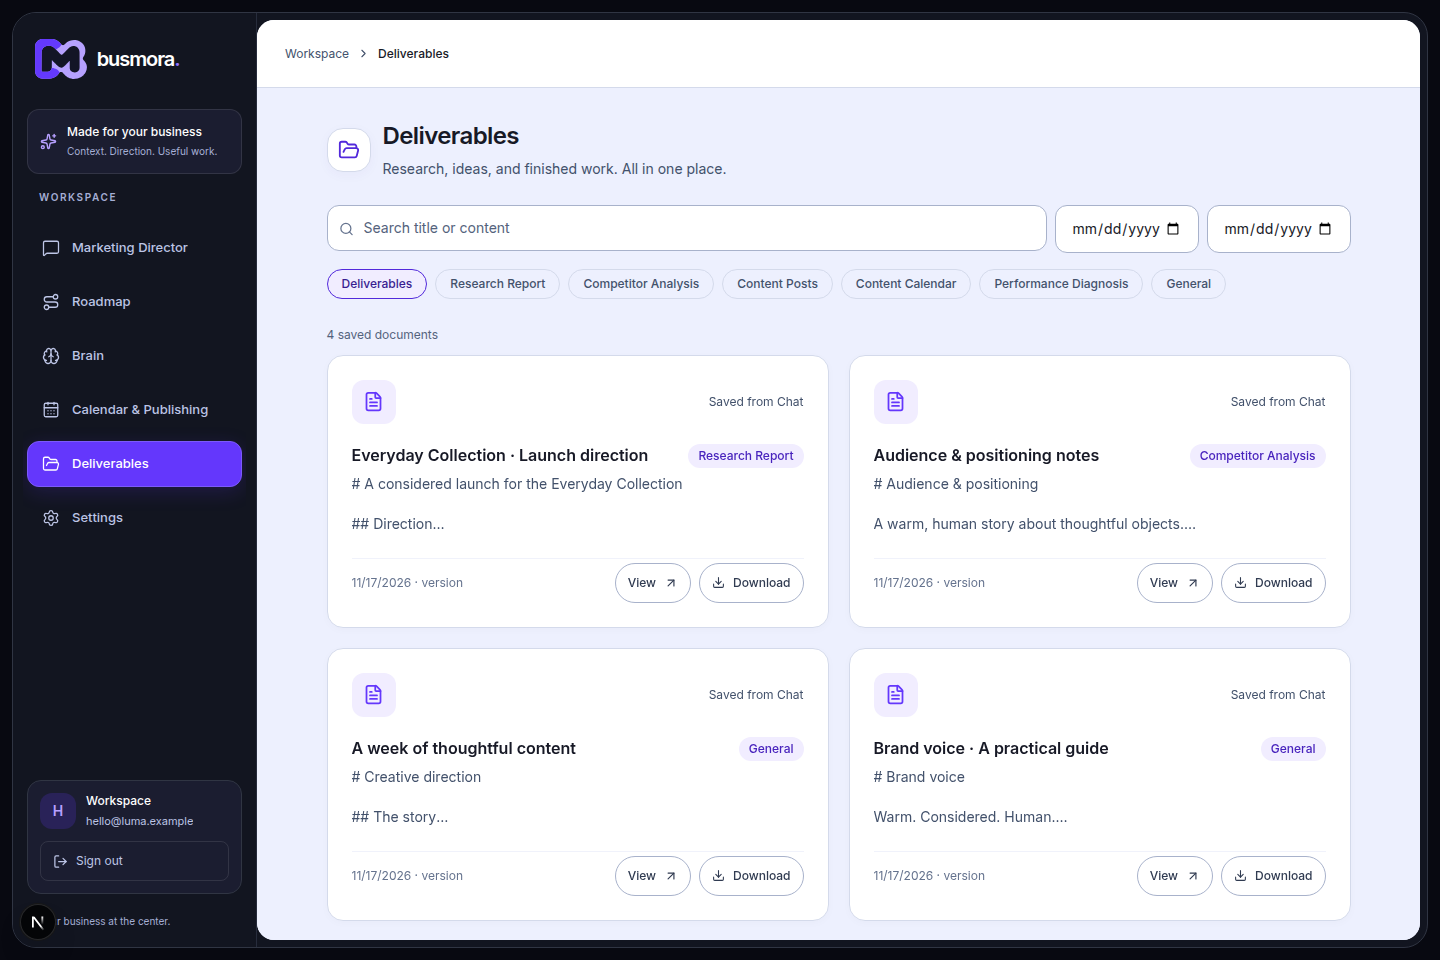 busmora.
Made for your business
Context. Direction. Useful work.
WORKSPACE
Marketing Director
Roadmap
Brain
Calendar & Publishing
Deliverables
Settings
H
Workspace
hello@luma.example
Sign out
N
r business at the center.
Workspace > Deliverables
Deliverables
Research, ideas, and finished work. All in one place.
Search title or content
mm/dd/yyyy
mm/dd/yyyy
Deliverables
Research Report
Competitor Analysis
Content Posts
Content Calendar
Performance Diagnosis
General
4 saved documents
Saved from Chat
Everyday Collection · Launch direction
Research Report
# A considered launch for the Everyday Collection
## Direction...
11/17/2026 · version
View
Download
Saved from Chat
Audience & positioning notes
Competitor Analysis
# Audience & positioning
A warm, human story about thoughtful objects....
11/17/2026 · version
View
Download
Saved from Chat
A week of thoughtful content
General
# Creative direction
## The story...
11/17/2026 · version
View
Download
Saved from Chat
Brand voice · A practical guide
General
# Brand voice
Warm. Considered. Human....
11/17/2026 · version
View
Download